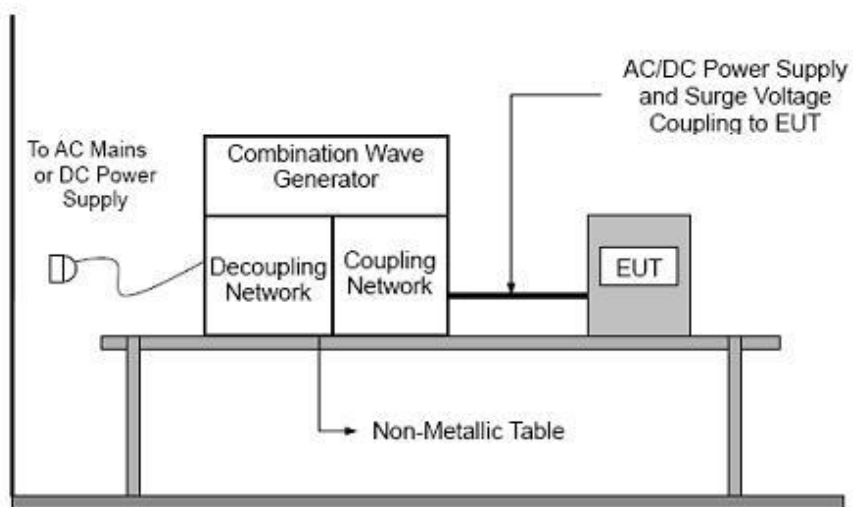 AC/DC Power Supply
and Surge Voltage
Coupling to EUT
To AC Mains
or DC Power
Supply
Combination Wave
Generator
Decoupling
Network
Coupling
Network
EUT
Non-Metallic Table